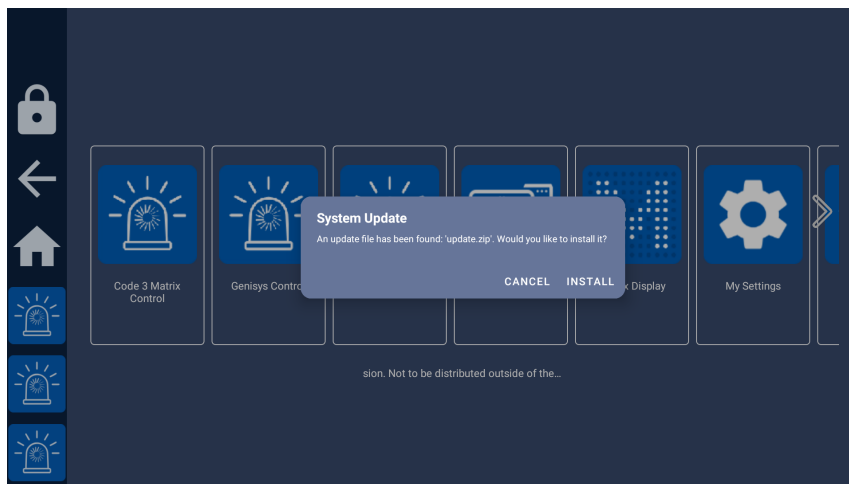 System Update
An update file has been found: 'update.zip'. Would you like to install it?
CANCEL INSTALL
Code 3 Matrix
Control
Genisys
Display
My Settings
sion. Not to be distributed outside of the…